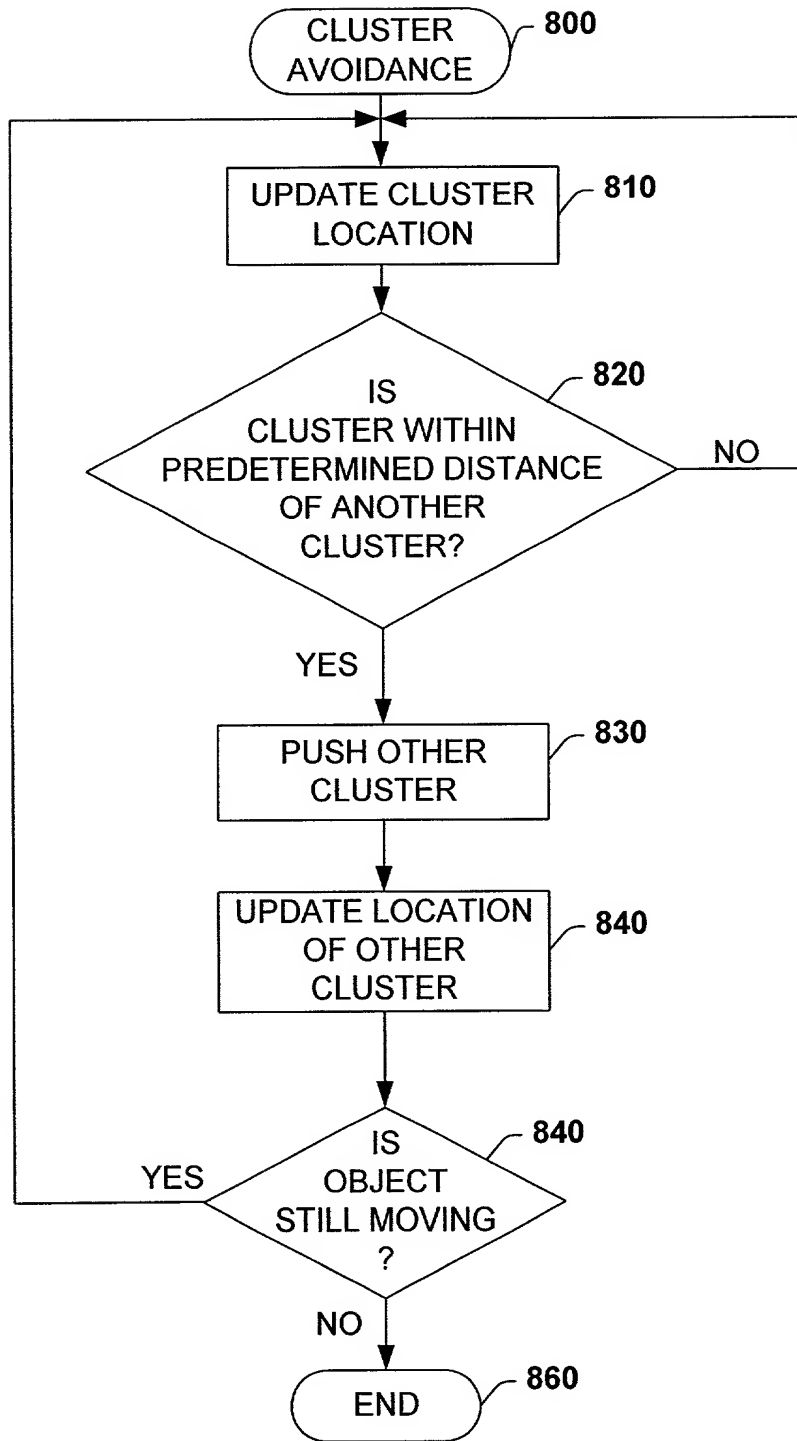 CLUSTER
AVOIDANCE
800
UPDATE CLUSTER
LOCATION
810
IS
CLUSTER WITHIN
PREDETERMINED DISTANCE
OF ANOTHER
CLUSTER?
820
NO
YES
PUSH OTHER
CLUSTER
830
UPDATE LOCATION
OF OTHER
CLUSTER
840
IS
OBJECT
STILL MOVING
?
840
YES
NO
END
860